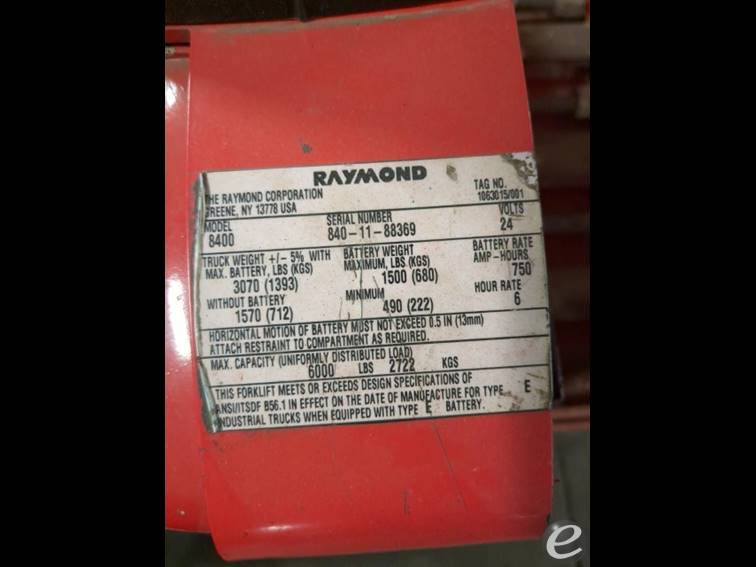 RAYMOND
THE RAYMOND CORPORATION
GREENE, NY 13778 USA
TAG NO.
1063015/001
MODEL
8400
SERIAL NUMBER
840-11-88369
VOLTS
24
TRUCK WEIGHT +/- 5% WITH
MAX. BATTERY, LBS (KGS)
3070 (1393)
BATTERY WEIGHT
MAXIMUM, LBS (KGS)
1500 (680)
BATTERY RATE
AMP-HOURS
750
WITHOUT BATTERY
1570 (712)
MINIMUM
490 (222)
HOUR RATE
6
HORIZONTAL MOTION OF BATTERY MUST NOT EXCEED 0.5 IN (13mm)
ATTACH RESTRAINT TO COMPARTMENT AS REQUIRED.
MAX. CAPACITY (UNIFORMLY DISTRIBUTED LOAD)
6000 LBS 2722 KGS
THIS FORKLIFT MEETS OR EXCEEDS DESIGN SPECIFICATIONS OF
ANSI/ITSDF B56.1 IN EFFECT ON THE DATE OF MANUFACTURE FOR TYPE E
INDUSTRIAL TRUCKS WHEN EQUIPPED WITH TYPE E BATTERY.
e